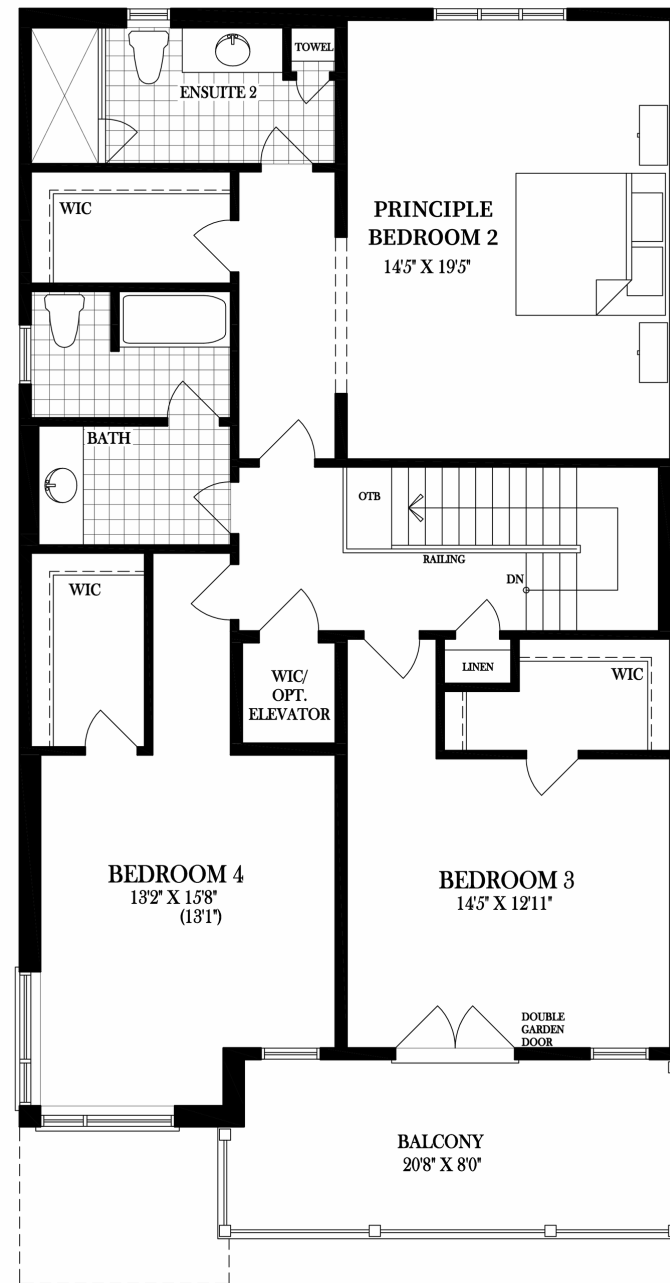 TOWEL
ENSUITE 2
WIC
PRINCIPLE
BEDROOM 2
14'5" X 19'5"
BATH
OTB
RAILING
DN
WIC
WIC/
OPT.
ELEVATOR
LINEN
WIC
BEDROOM 4
13'2" X 15'8"
(13'1")
BEDROOM 3
14'5" X 12'11"
DOUBLE
GARDEN
DOOR
BALCONY
20'8" X 8'0"